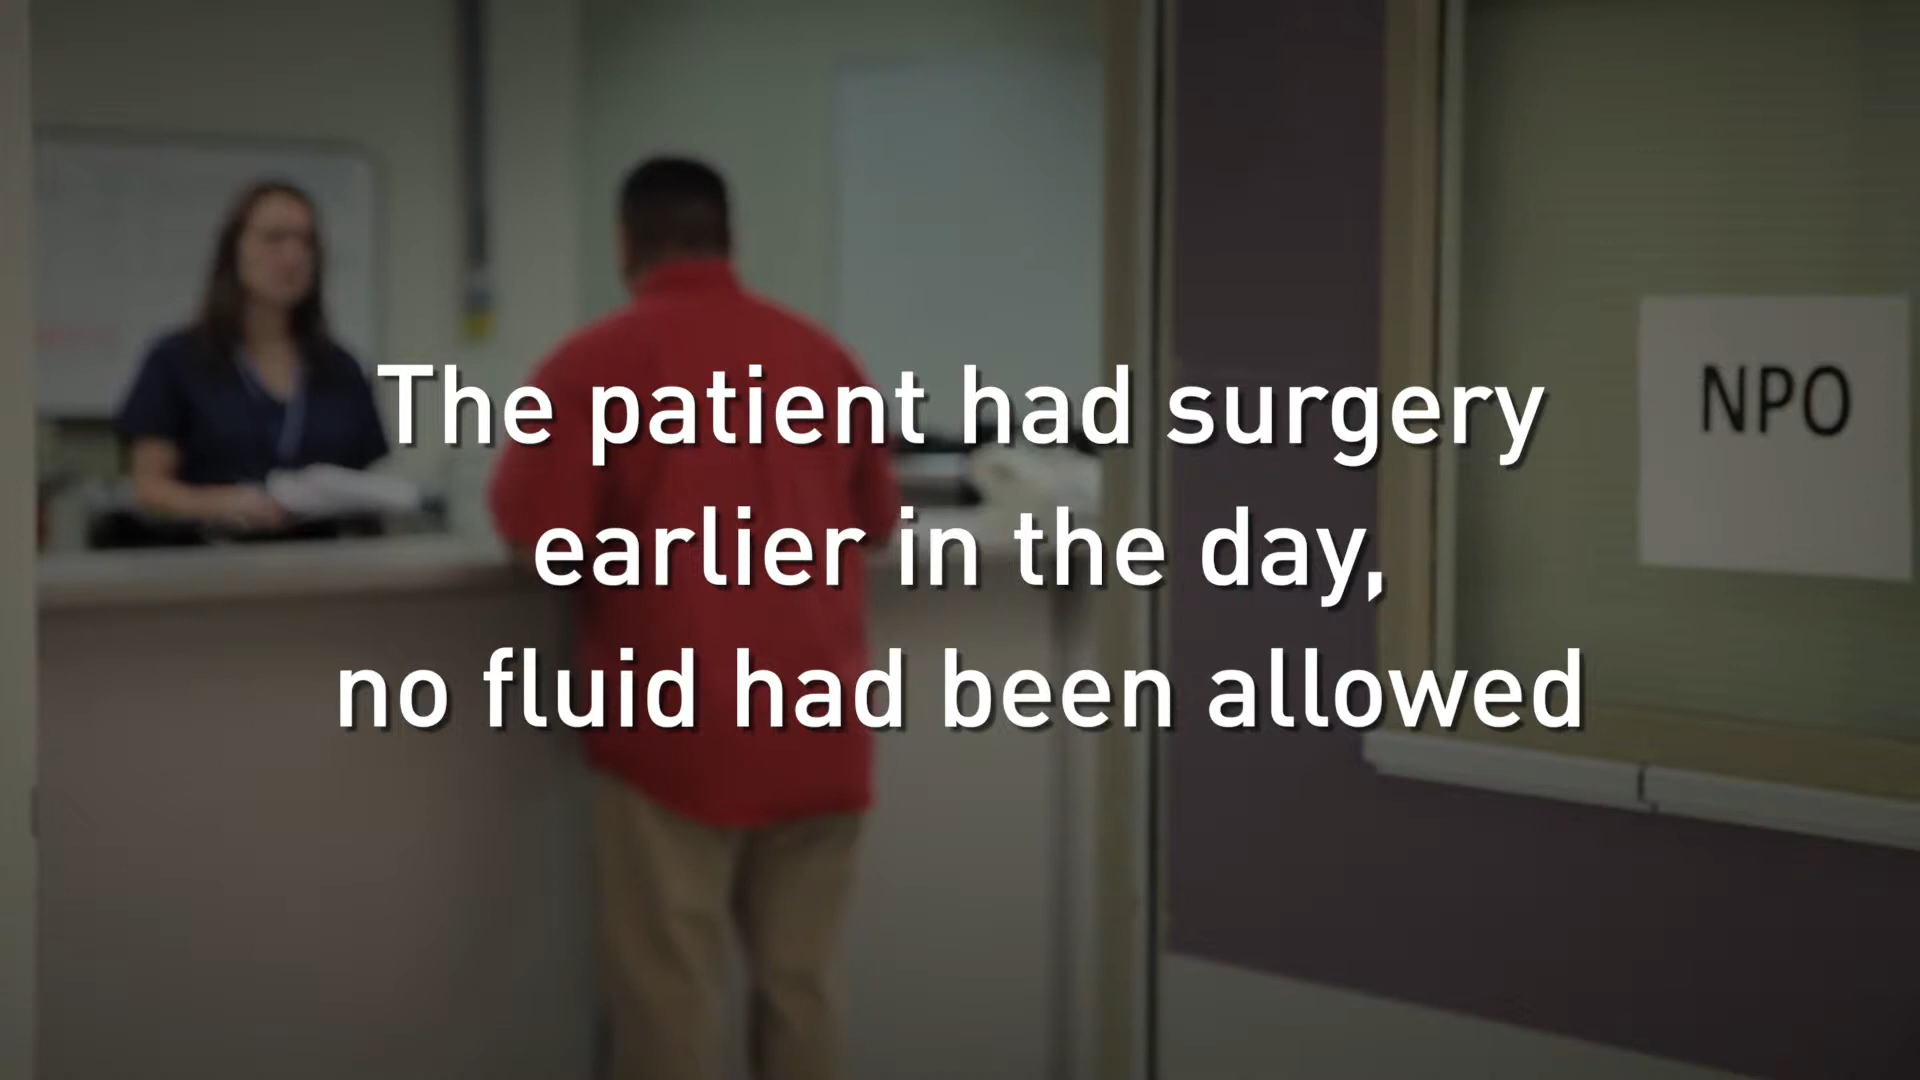 The patient had surgery
earlier in the day,
no fluid had been allowed
NPO